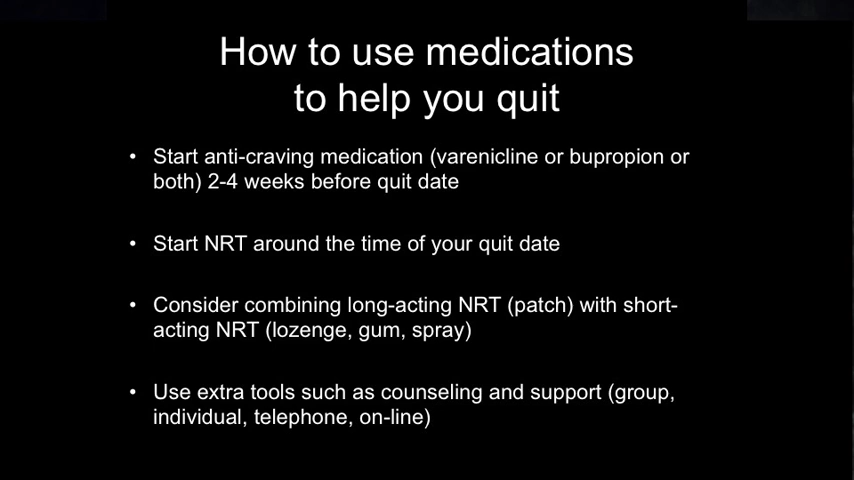 How to use medications
to help you quit
• Start anti-craving medication (varenicline or bupropion or
both) 2-4 weeks before quit date
• Start NRT around the time of your quit date
• Consider combining long-acting NRT (patch) with short-
acting NRT (lozenge, gum, spray)
• Use extra tools such as counseling and support (group,
individual, telephone, on-line)